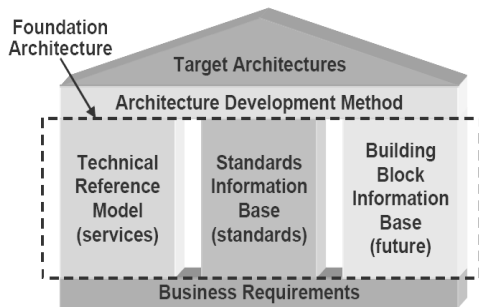 Foundation
Architecture
Target Architectures
Architecture Development Method
Technical
Reference
Model
(services)
Standards
Information
Base
(standards)
Building
Block
Information
Base
(future)
Business Requirements